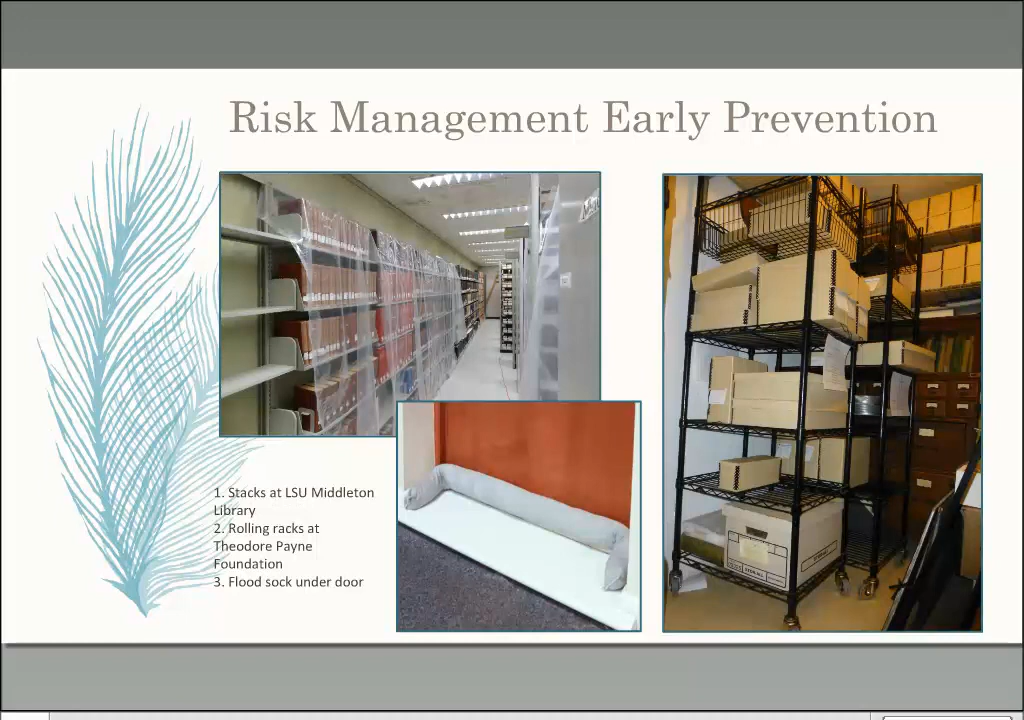 Risk Management Early Prevention
1. Stacks at LSU Middleton
Library
2. Rolling racks at
Theodore Payne
Foundation
3. Flood sock under door